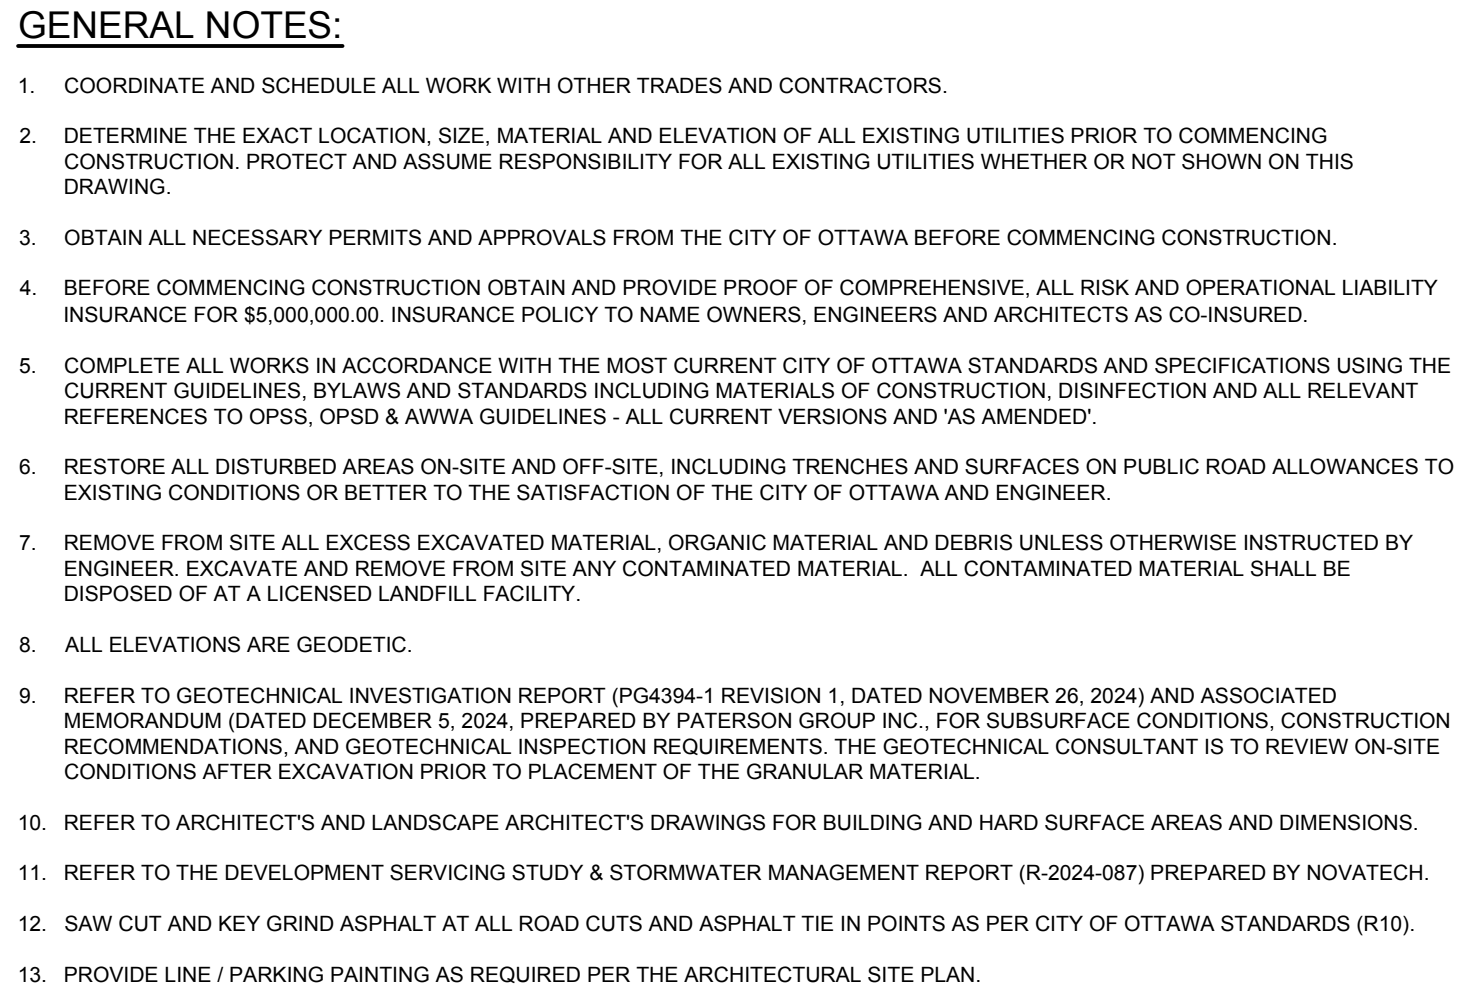 GENERAL NOTES:
1. COORDINATE AND SCHEDULE ALL WORK WITH OTHER TRADES AND CONTRACTORS.
2. DETERMINE THE EXACT LOCATION, SIZE, MATERIAL AND ELEVATION OF ALL EXISTING UTILITIES PRIOR TO COMMENCING
CONSTRUCTION. PROTECT AND ASSUME RESPONSIBILITY FOR ALL EXISTING UTILITIES WHETHER OR NOT SHOWN ON THIS
DRAWING.
3. OBTAIN ALL NECESSARY PERMITS AND APPROVALS FROM THE CITY OF OTTAWA BEFORE COMMENCING CONSTRUCTION.
4. BEFORE COMMENCING CONSTRUCTION OBTAIN AND PROVIDE PROOF OF COMPREHENSIVE, ALL RISK AND OPERATIONAL LIABILITY
INSURANCE FOR $5,000,000.00. INSURANCE POLICY TO NAME OWNERS, ENGINEERS AND ARCHITECTS AS CO-INSURED.
5. COMPLETE ALL WORKS IN ACCORDANCE WITH THE MOST CURRENT CITY OF OTTAWA STANDARDS AND SPECIFICATIONS USING THE
CURRENT GUIDELINES, BYLAWS AND STANDARDS INCLUDING MATERIALS OF CONSTRUCTION, DISINFECTION AND ALL RELEVANT
REFERENCES TO OPSS, OPSD & AWWA GUIDELINES - ALL CURRENT VERSIONS AND 'AS AMENDED'.
6. RESTORE ALL DISTURBED AREAS ON-SITE AND OFF-SITE, INCLUDING TRENCHES AND SURFACES ON PUBLIC ROAD ALLOWANCES TO
EXISTING CONDITIONS OR BETTER TO THE SATISFACTION OF THE CITY OF OTTAWA AND ENGINEER.
7. REMOVE FROM SITE ALL EXCESS EXCAVATED MATERIAL, ORGANIC MATERIAL AND DEBRIS UNLESS OTHERWISE INSTRUCTED BY
ENGINEER. EXCAVATE AND REMOVE FROM SITE ANY CONTAMINATED MATERIAL. ALL CONTAMINATED MATERIAL SHALL BE
DISPOSED OF AT A LICENSED LANDFILL FACILITY.
8. ALL ELEVATIONS ARE GEODETIC.
9. REFER TO GEOTECHNICAL INVESTIGATION REPORT (PG4394-1 REVISION 1, DATED NOVEMBER 26, 2024) AND ASSOCIATED
MEMORANDUM (DATED DECEMBER 5, 2024, PREPARED BY PATERSON GROUP INC., FOR SUBSURFACE CONDITIONS, CONSTRUCTION
RECOMMENDATIONS, AND GEOTECHNICAL INSPECTION REQUIREMENTS. THE GEOTECHNICAL CONSULTANT IS TO REVIEW ON-SITE
CONDITIONS AFTER EXCAVATION PRIOR TO PLACEMENT OF THE GRANULAR MATERIAL.
10. REFER TO ARCHITECT'S AND LANDSCAPE ARCHITECT'S DRAWINGS FOR BUILDING AND HARD SURFACE AREAS AND DIMENSIONS.
11. REFER TO THE DEVELOPMENT SERVICING STUDY & STORMWATER MANAGEMENT REPORT (R-2024-087) PREPARED BY NOVATECH.
12. SAW CUT AND KEY GRIND ASPHALT AT ALL ROAD CUTS AND ASPHALT TIE IN POINTS AS PER CITY OF OTTAWA STANDARDS (R10).
13. PROVIDE LINE / PARKING PAINTING AS REQUIRED PER THE ARCHITECTURAL SITE PLAN.